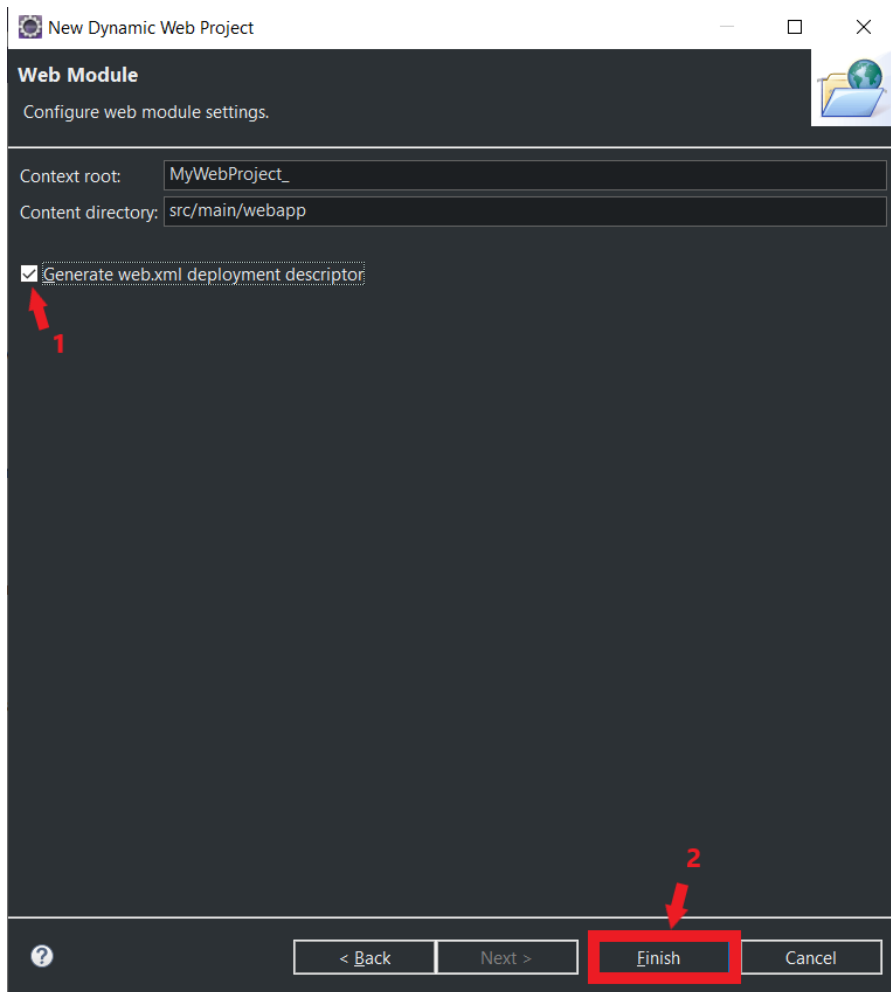 New Dynamic Web Project
Web Module
Configure web module settings.
Context root: MyWebProject_
Content directory: src/main/webapp
Generate web.xml deployment descriptor
1
2
? < Back Next > Finish Cancel